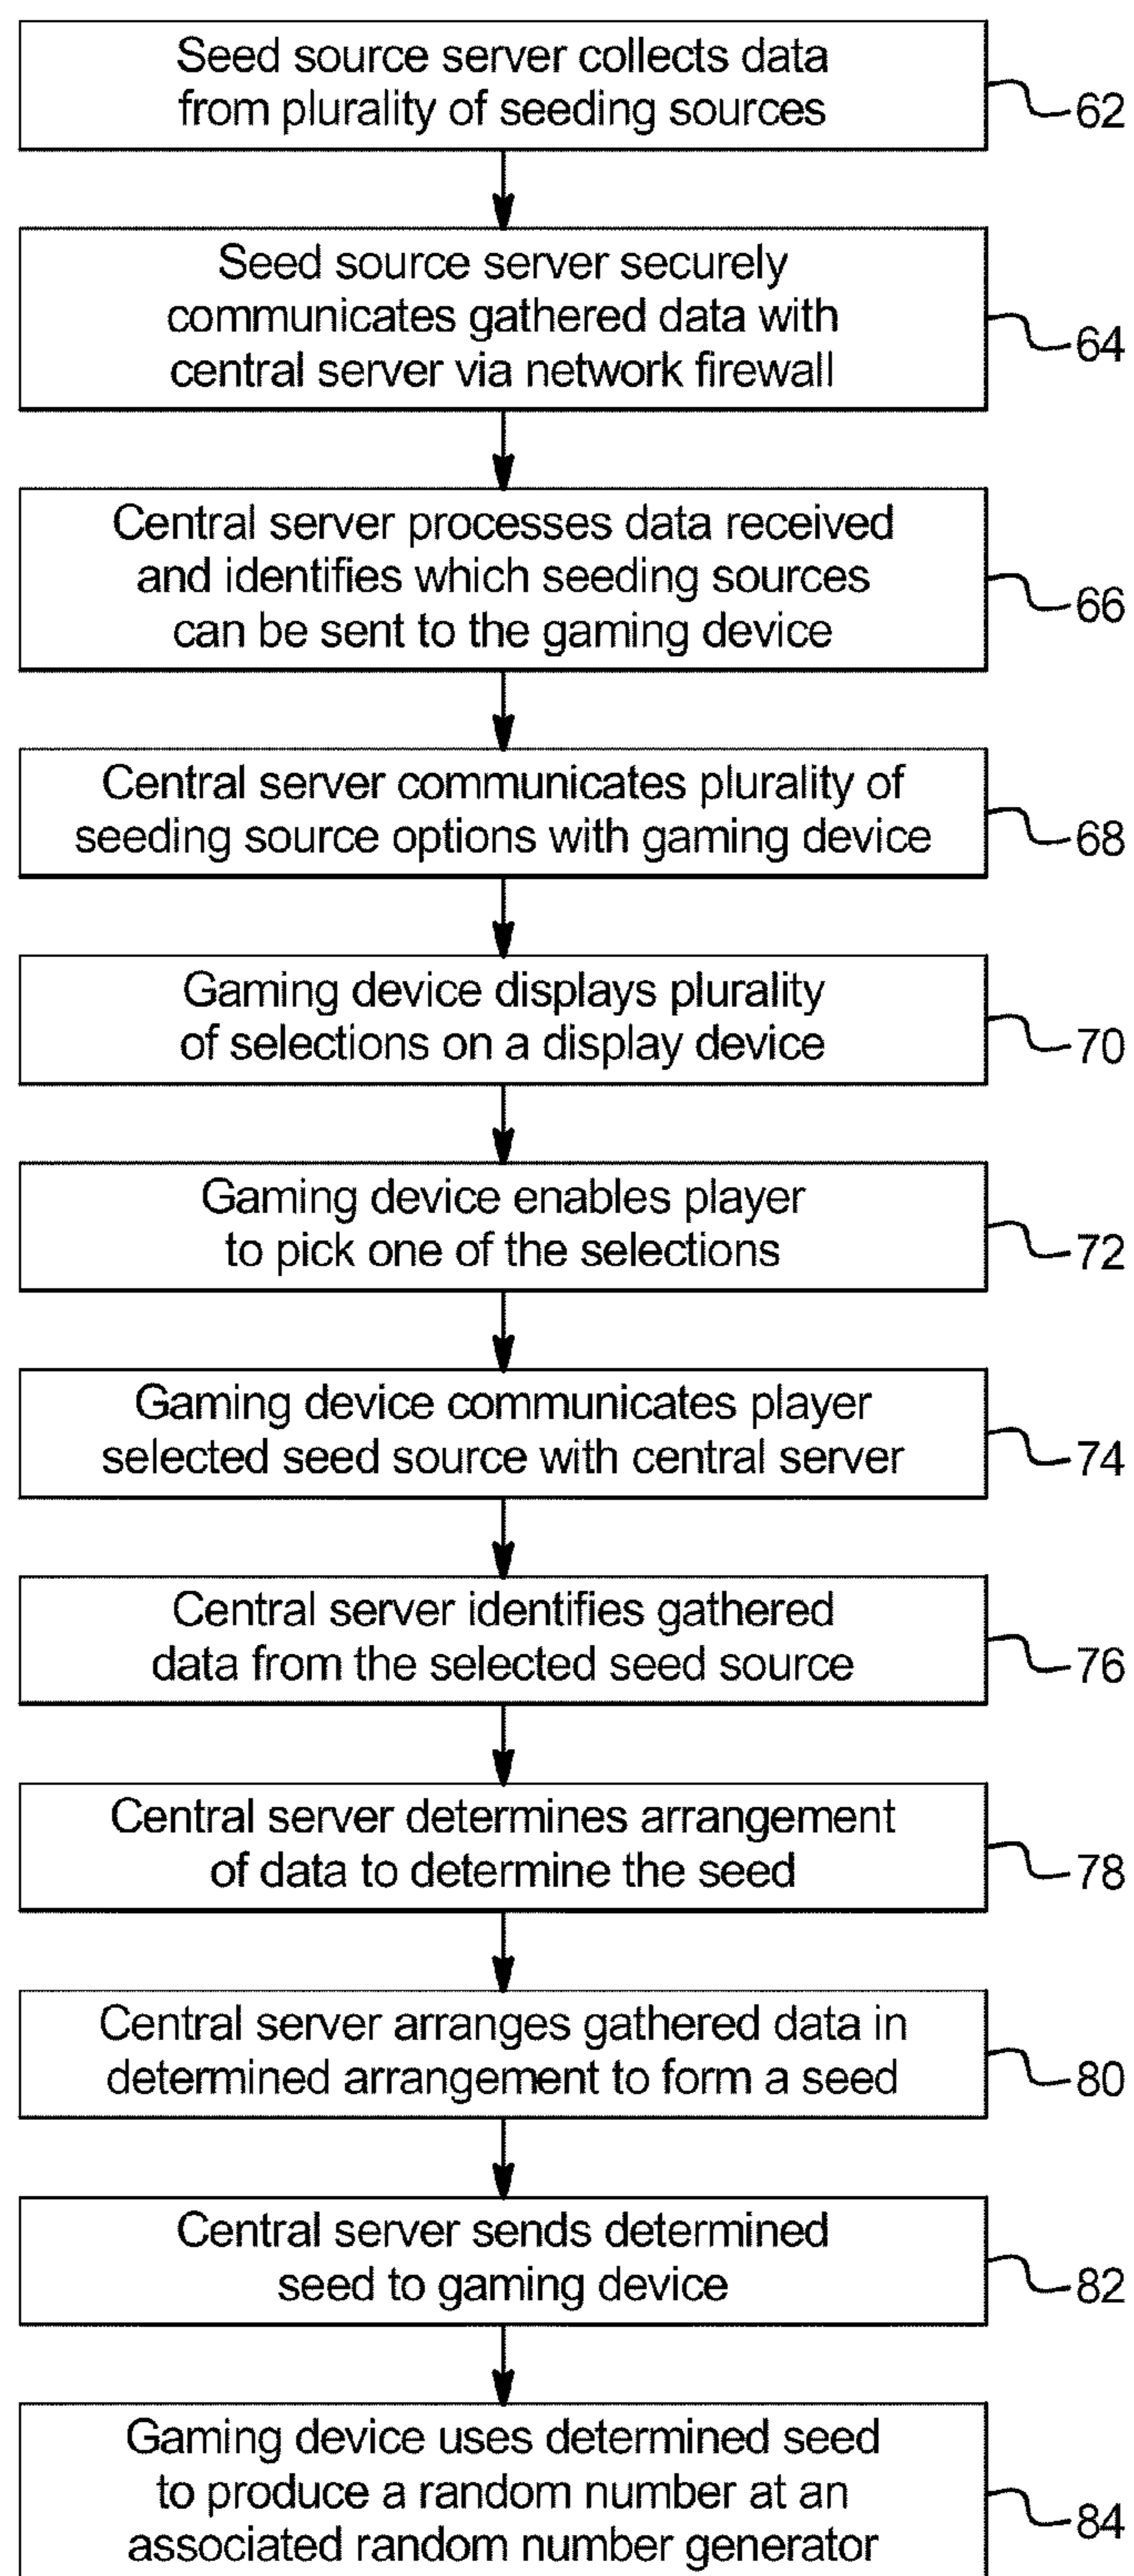 Seed source server collects data
from plurality of seeding sources
62
Seed source server securely
communicates gathered data with
central server via network firewall
64
Central server processes data received
and identifies which seeding sources
can be sent to the gaming device
66
Central server communicates plurality of
seeding source options with gaming device
68
Gaming device displays plurality
of selections on a display device
70
Gaming device enables player
to pick one of the selections
72
Gaming device communicates player
selected seed source with central server
74
Central server identifies gathered
data from the selected seed source
76
Central server determines arrangement
of data to determine the seed
78
Central server arranges gathered data in
determined arrangement to form a seed
80
Central server sends determined
seed to gaming device
82
Gaming device uses determined seed
to produce a random number at an
associated random number generator
84